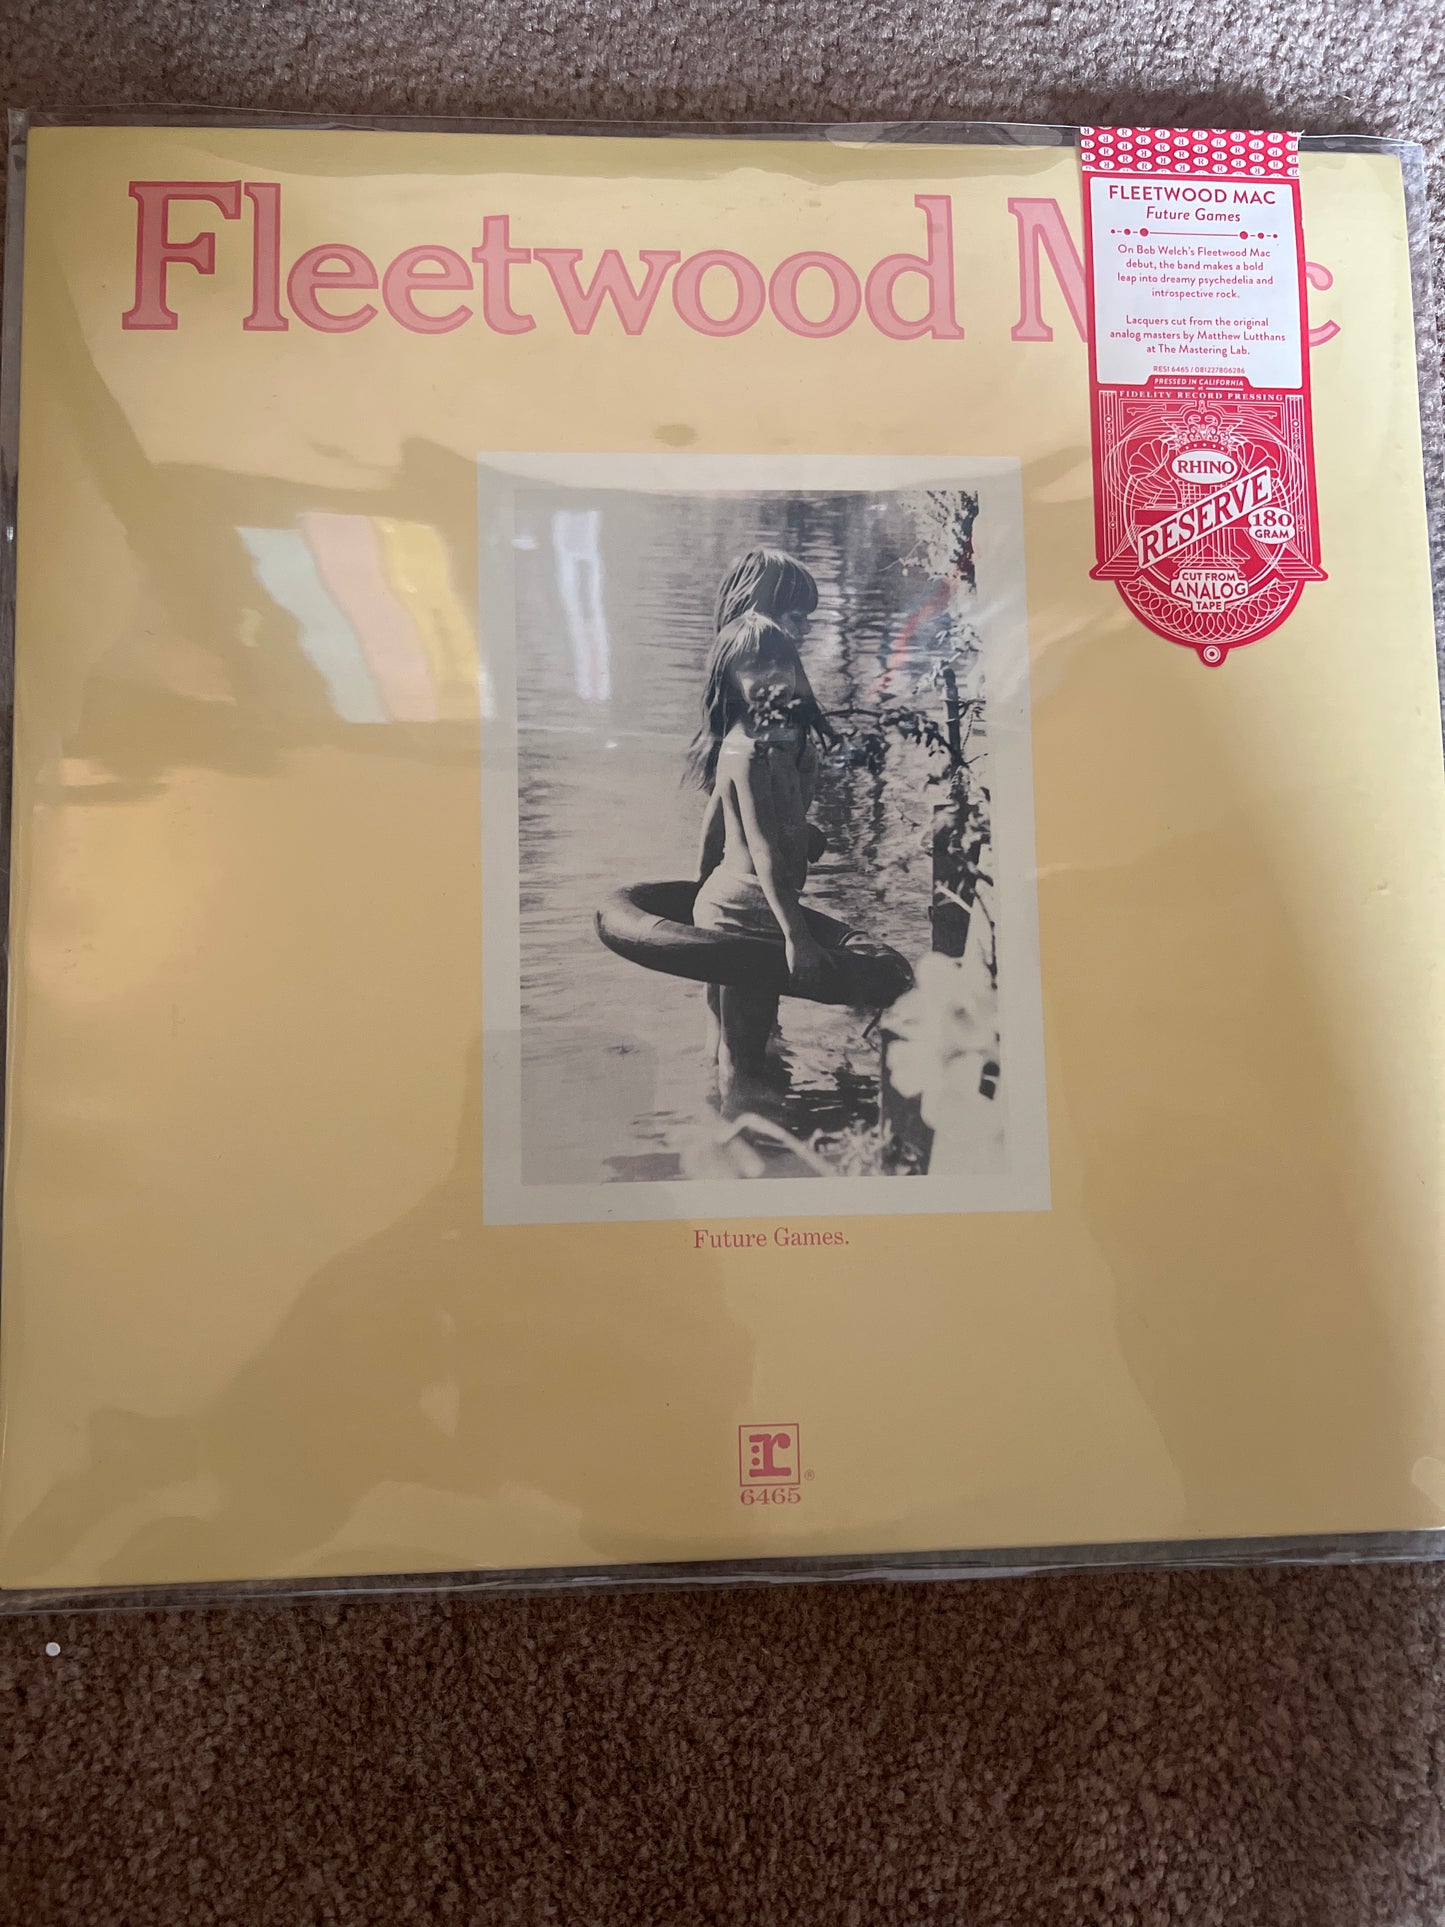 Fleetwood M c
FLEETWOOD MAC
Future Games
On Bob Welch's Fleetwood Mac
debut, the band makes a bold
leap into dreamy psychedelia and
introspective rock.
Lacquers cut from the original
analog masters by Matthew Lutthans
at The Mastering Lab.
RES1 6465 / 081227806286
PRESSED IN CALIFORNIA
at
FIDELITY RECORD PRESSING
RHINO
RESERVE
180
GRAM
CUT FROM
ANALOG
TAPE
Future Games.
r®
6465